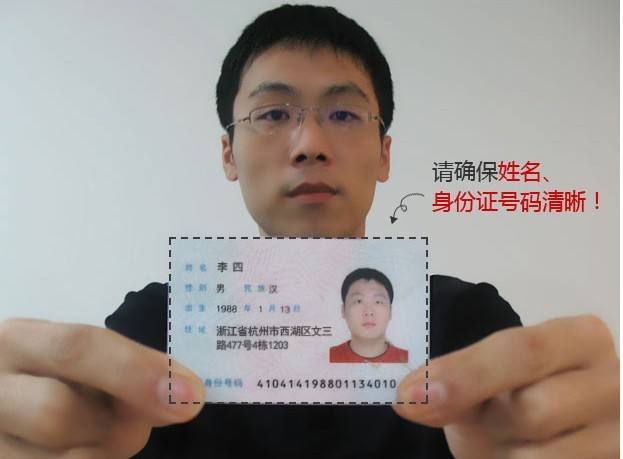 请确保姓名、
身份证号码清晰！
姓名 李四
性别 男 民族 汉
出生 1988 年 1 月 13 日
住址 浙江省杭州市西湖区文三
路477号4栋1203
身份号码 410414198801134010